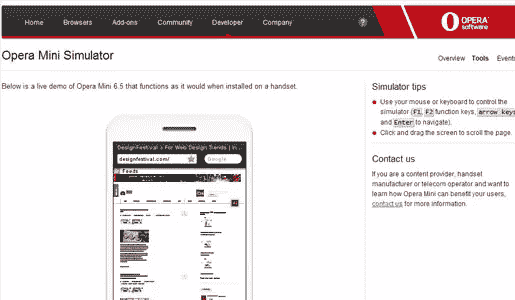 Home Browsers Add-ons Community Developer Company ?
OPERA
software
Opera Mini Simulator
Overview Tools Events
Below is a live demo of Opera Mini 6.5 that functions as it would when installed on a handset.
DesignFestival > For Web Design Trends | In...
designfestival.com/ Google
Feeds
Simulator tips
Use your mouse or keyboard to control the
simulator (F1, F2 function keys, arrow keys
and Enter to navigate).
Click and drag the screen to scroll the page.
Contact us
If you are a content provider, handset
manufacturer or telecom operator and want to
learn how Opera Mini can benefit your users,
contact us for more information.